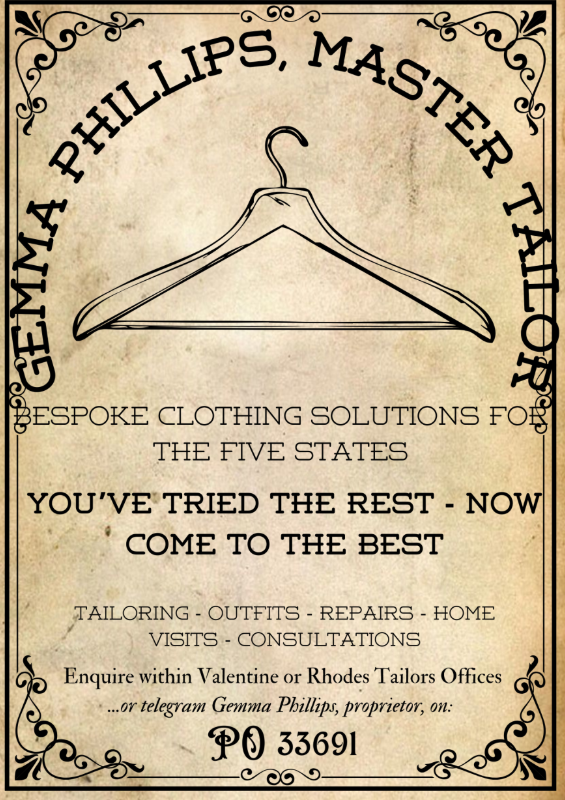 GEMMA PHILLIPS, MASTER TAILOR
BESPOKE CLOTHING SOLUTIONS FOR
THE FIVE STATES
YOU'VE TRIED THE REST - NOW
COME TO THE BEST
TAILORING - OUTFITS - REPAIRS - HOME
VISITS - CONSULTATIONS
Enquire within Valentine or Rhodes Tailors Offices
...or telegram Gemma Phillips, proprietor, on:
PO 33691